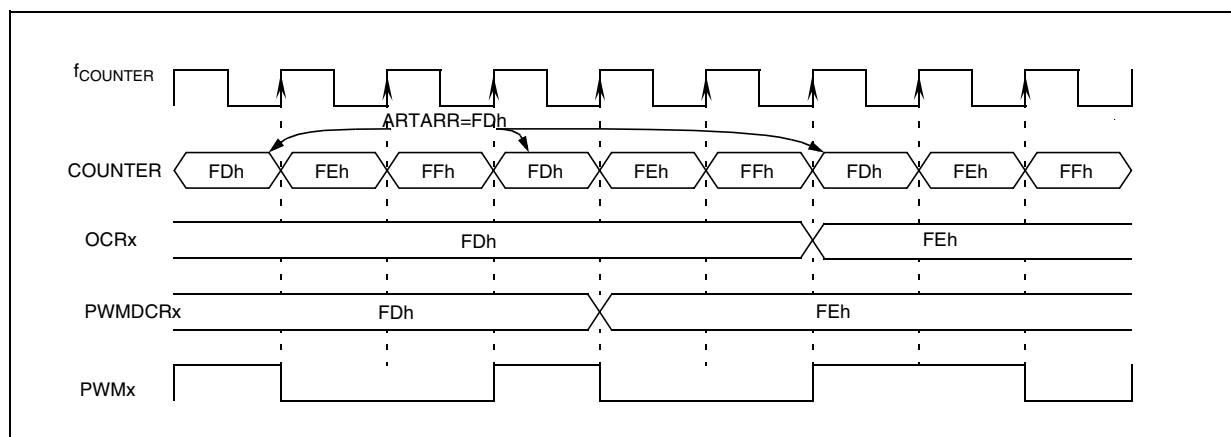 fCOUNTER
ARTARR=FDh
COUNTER FDh FEh FFh FDh FEh FFh FDh FEh FFh
OCRx FDh FEh
PWMDCRx FDh FEh
PWMx